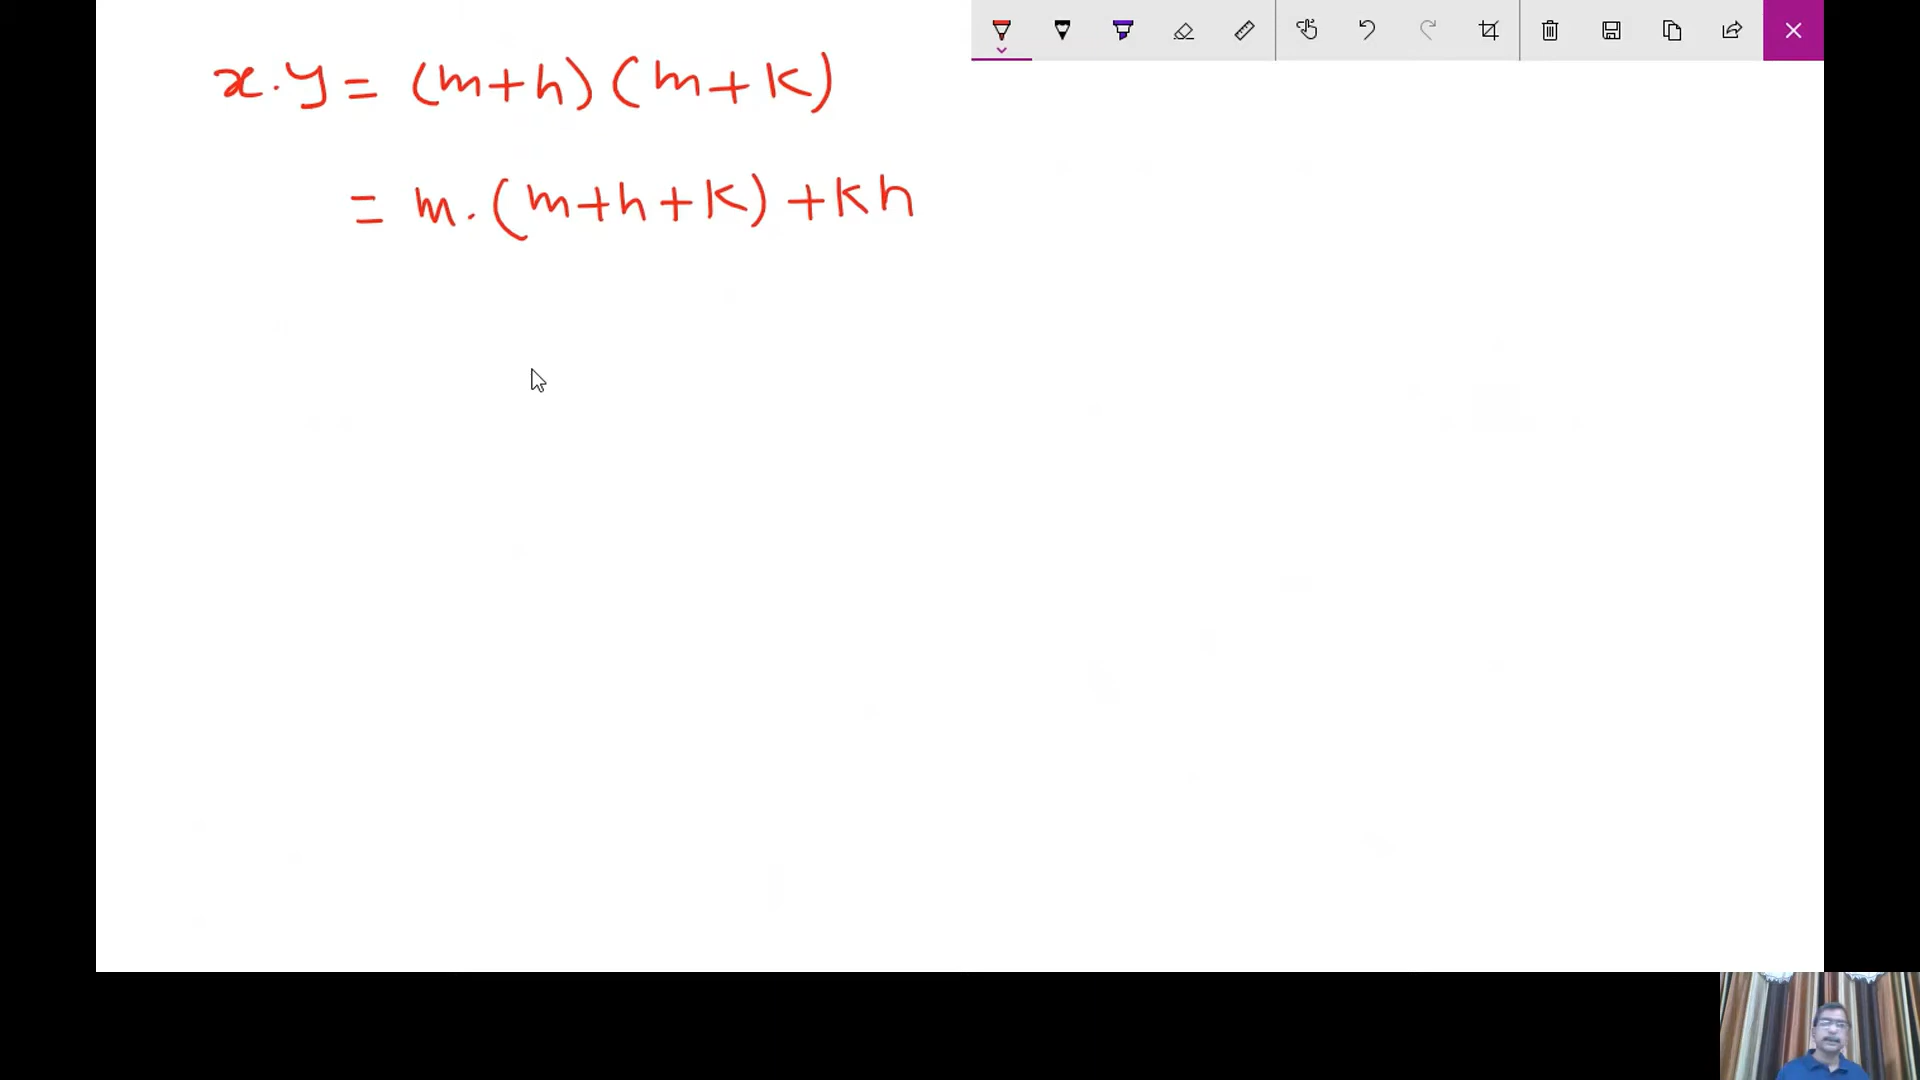 x.y = (m+h)(m+k)
= m.(m+h+k)+kh